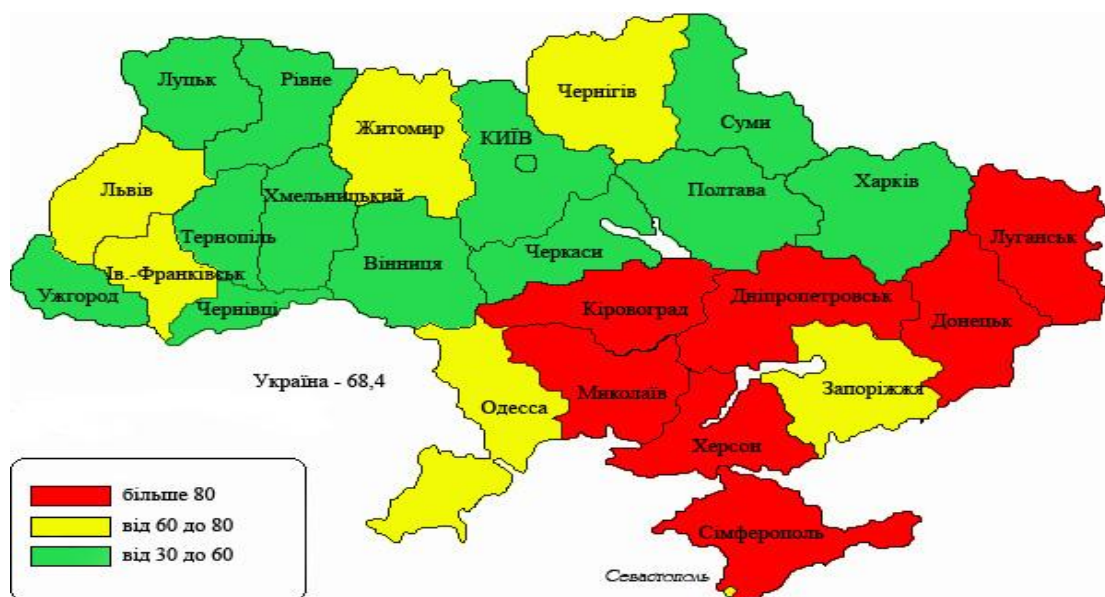 Луцьк
Рівне
Чернігів
Житомир
КИЇВ
Суми
Львів
Хмельницький
Полтава
Харків
Тернопіль
Черкаси
Луганськ
Ів.-Франківськ
Вінниця
Ужгород
Чернівці
Кіровоград
Дніпропетровськ
Донецьк
Україна - 68,4
Одесса
Миколаїв
Запоріжжя
Херсон
більше 80
від 60 до 80
від 30 до 60
Сімферополь
Севастополь